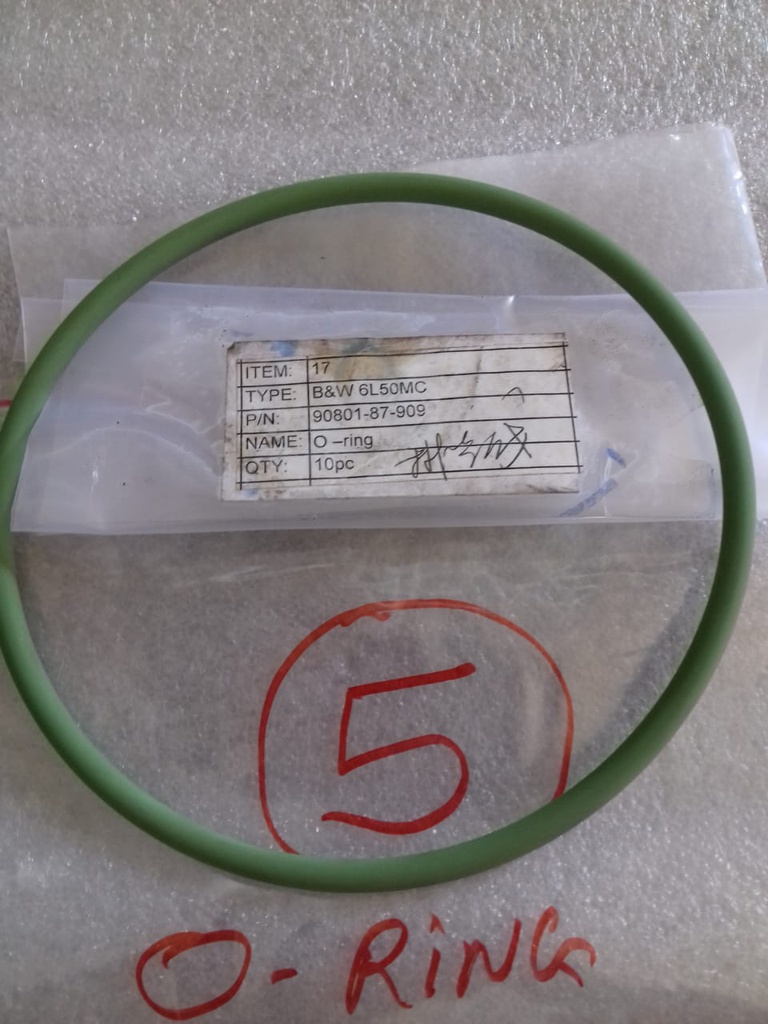 ITEM: 17
TYPE: B&W 6L50MC
P/N: 90801-87-909
NAME: O –ring
QTY: 10pc
5
O- RiNG